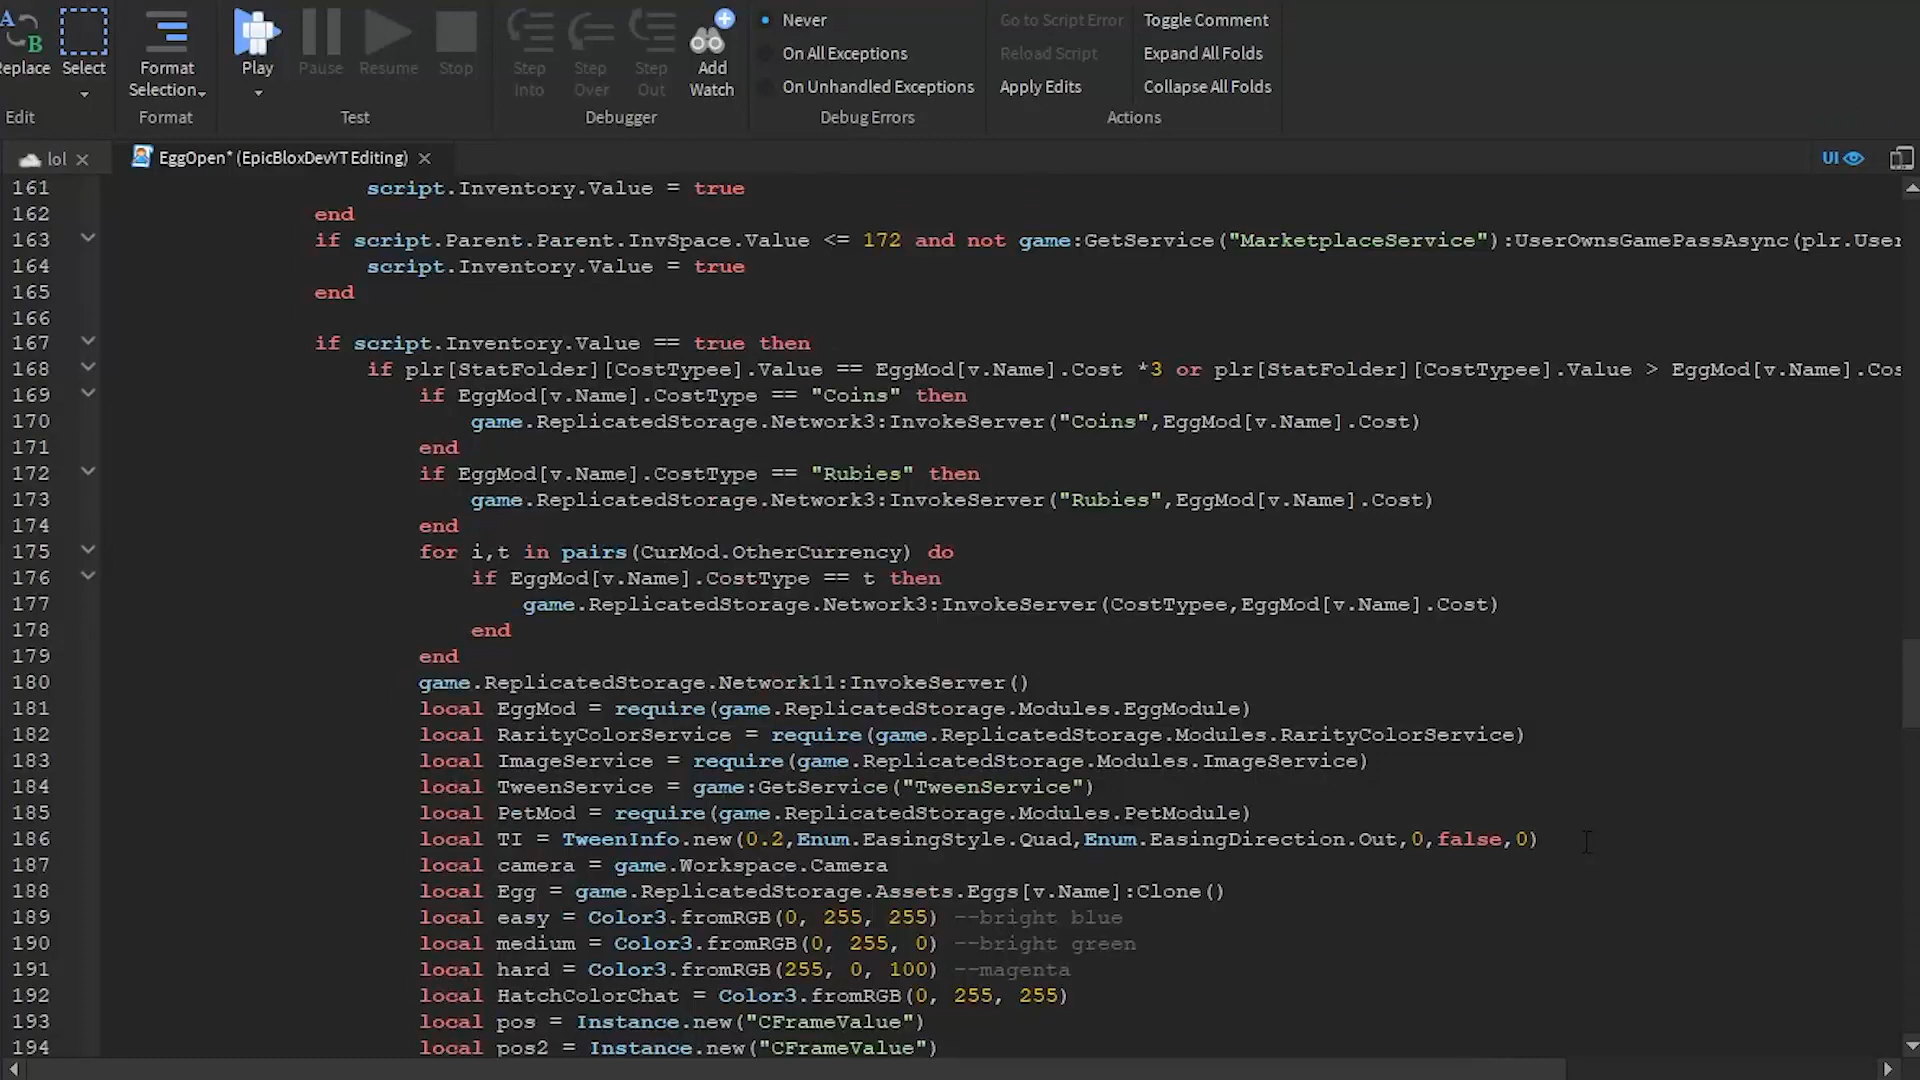 Replace
Select
Edit
Format
Selection
Format
Play
Pause
Resume
Stop
Test
Step
Into
Step
Over
Step
Out
Add
Watch
Debugger
Never
On All Exceptions
On Unhandled Exceptions
Debug Errors
Go to Script Error
Reload Script
Apply Edits
Toggle Comment
Expand All Folds
Collapse All Folds
Actions
lol
EggOpen* (EpicBloxDevYT Editing)
UI
161 script.Inventory.Value = true
162 end
163 if script.Parent.Parent.InvSpace.Value <= 172 and not game:GetService("MarketplaceService"):UserOwnsGamePassAsync(plr.User
164 script.Inventory.Value = true
165 end
166
167 if script.Inventory.Value == true then
168 if plr[StatFolder][CostTypee].Value == EggMod[v.Name].Cost *3 or plr[StatFolder][CostTypee].Value > EggMod[v.Name].Cos
169 if EggMod[v.Name].CostType == "Coins" then
170 game.ReplicatedStorage.Network3:InvokeServer("Coins",EggMod[v.Name].Cost)
171 end
172 if EggMod[v.Name].CostType == "Rubies" then
173 game.ReplicatedStorage.Network3:InvokeServer("Rubies",EggMod[v.Name].Cost)
174 end
175 for i,t in pairs(CurMod.OtherCurrency) do
176 if EggMod[v.Name].CostType == t then
177 game.ReplicatedStorage.Network3:InvokeServer(CostTypee,EggMod[v.Name].Cost)
178 end
179 end
180 game.ReplicatedStorage.Network11:InvokeServer()
181 local EggMod = require(game.ReplicatedStorage.Modules.EggModule)
182 local RarityColorService = require(game.ReplicatedStorage.Modules.RarityColorService)
183 local ImageService = require(game.ReplicatedStorage.Modules.ImageService)
184 local TweenService = game:GetService("TweenService")
185 local PetMod = require(game.ReplicatedStorage.Modules.PetModule)
186 local TI = TweenInfo.new(0.2,Enum.EasingStyle.Quad,Enum.EasingDirection.Out,0,false,0)
187 local camera = game.Workspace.Camera
188 local Egg = game.ReplicatedStorage.Assets.Eggs[v.Name]:Clone()
189 local easy = Color3.fromRGB(0, 255, 255) --bright blue
190 local medium = Color3.fromRGB(0, 255, 0) --bright green
191 local hard = Color3.fromRGB(255, 0, 100) --magenta
192 local HatchColorChat = Color3.fromRGB(0, 255, 255)
193 local pos = Instance.new("CFrameValue")
194 local pos2 = Instance.new("CFrameValue")